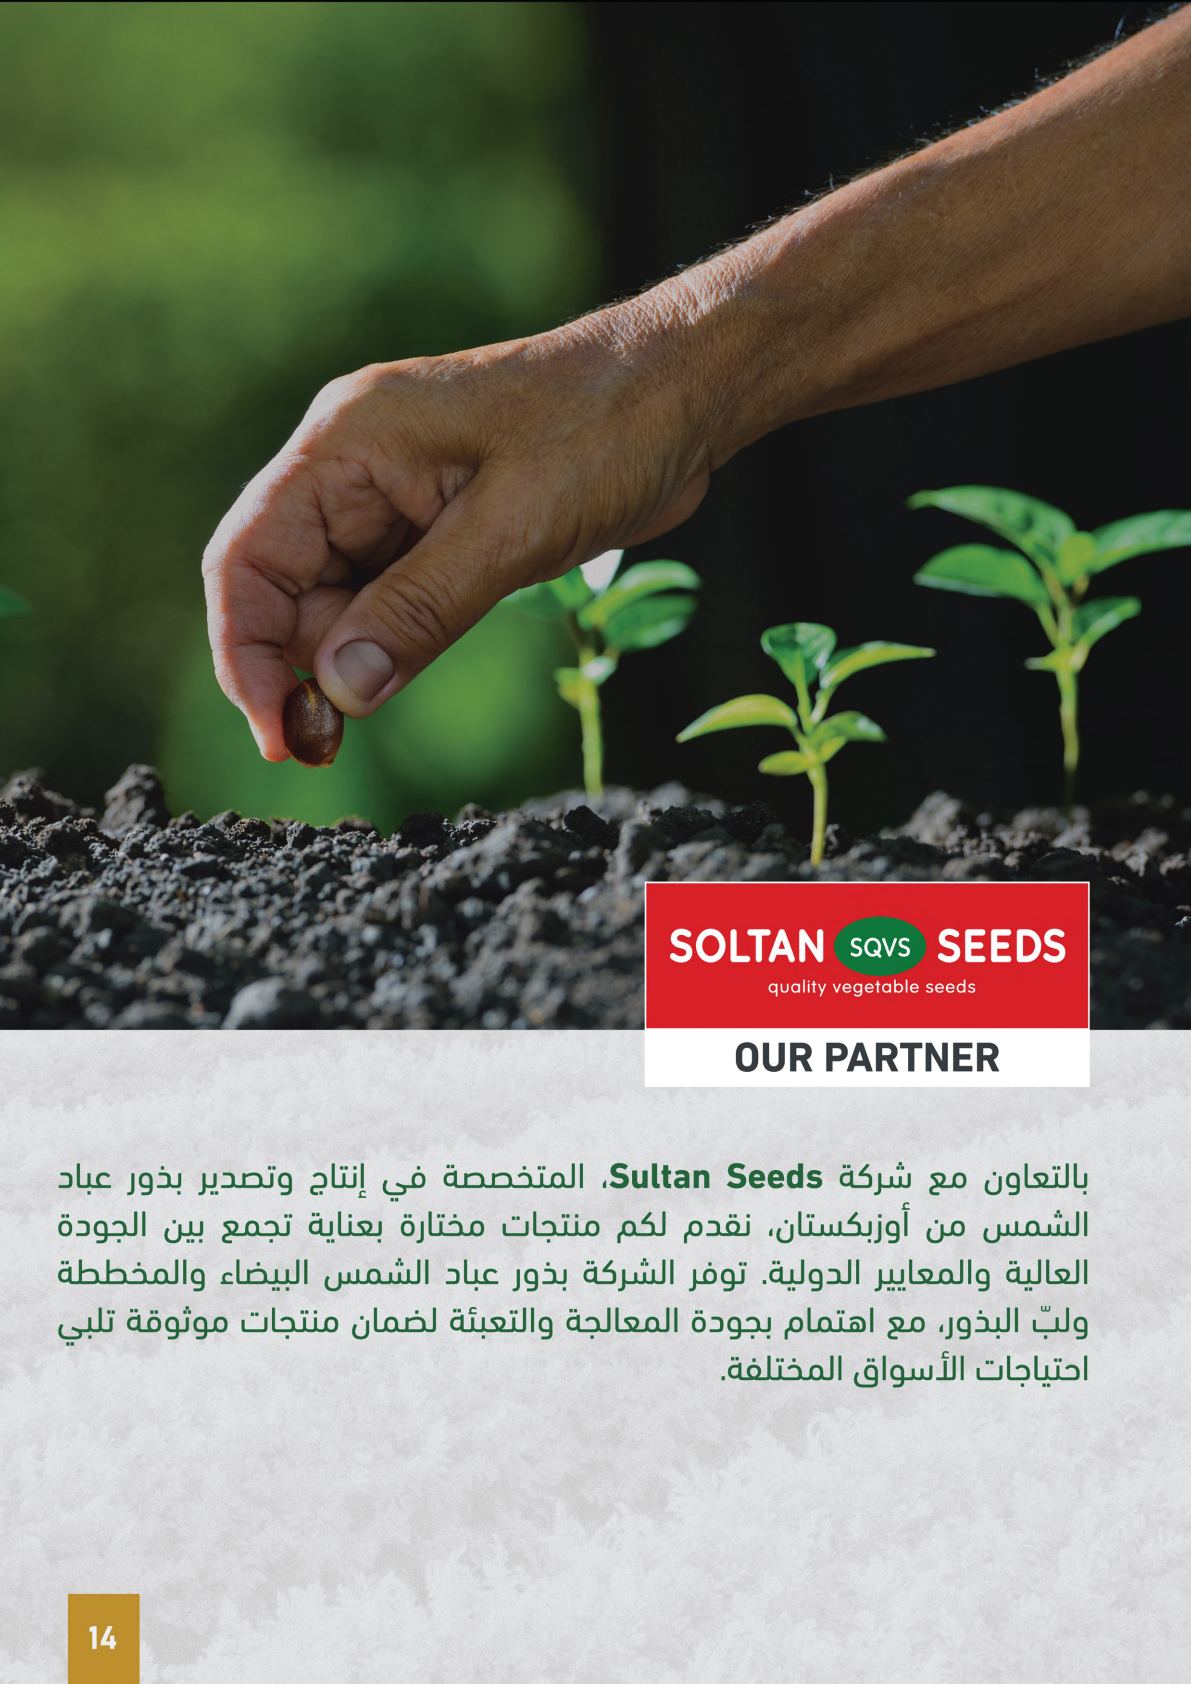 SOLTAN SQVS SEEDS
quality vegetable seeds
OUR PARTNER
بالتعاون مع شركة Sultan Seeds، المتخصصة في إنتاج وتصدير بذور عباد
الشمس من أوزبكستان، نقدم لكم منتجات مختارة بعناية تجمع بين الجودة
العالية والمعايير الدولية. توفر الشركة بذور عباد الشمس البيضاء والمخططة
ولبّ البذور، مع اهتمام بجودة المعالجة والتعبئة لضمان منتجات موثوقة تلبي
احتياجات الأسواق المختلفة.
14